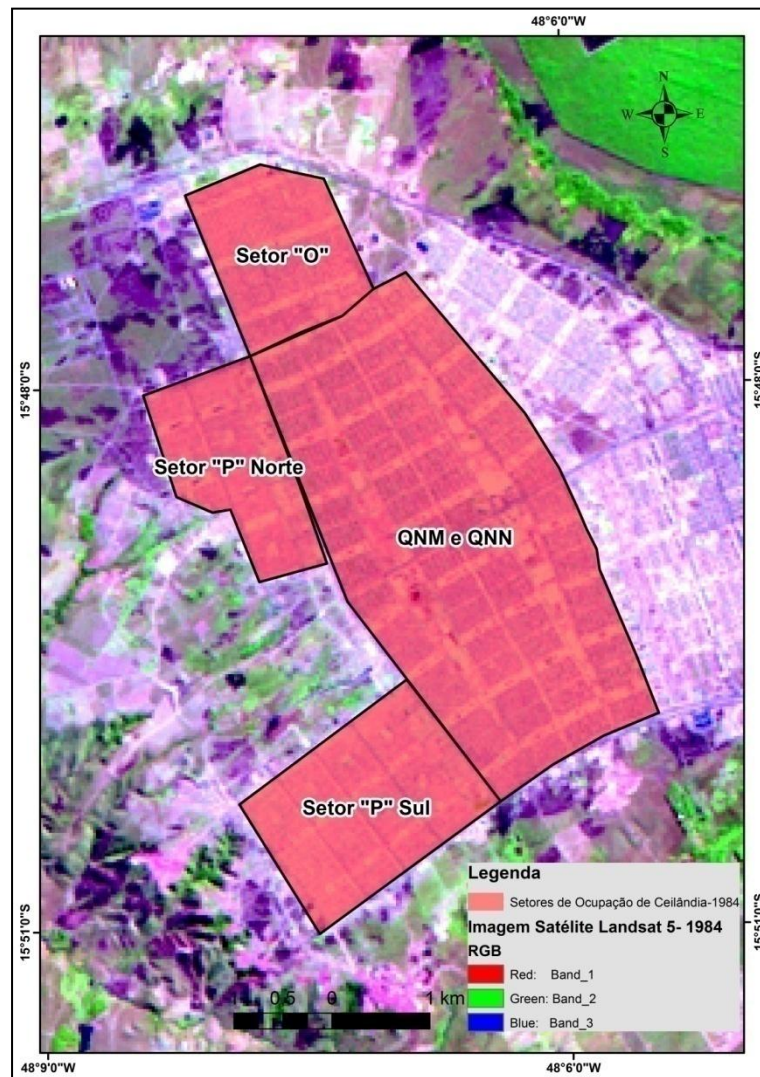 48°6'0"W
N
W E
S
Setor "O"
15°48'0"S
15°48'0"S
Setor "P" Norte
QNM e QNN
Setor "P" Sul
Legenda
Setores de Ocupação de Ceilândia-1984
Imagem Satélite Landsat 5- 1984
RGB
Red: Band_1
Green: Band_2
Blue: Band_3
15°51'0"S
15°51'0"S
0,5 0 1 km
48°9'0"W
48°6'0"W